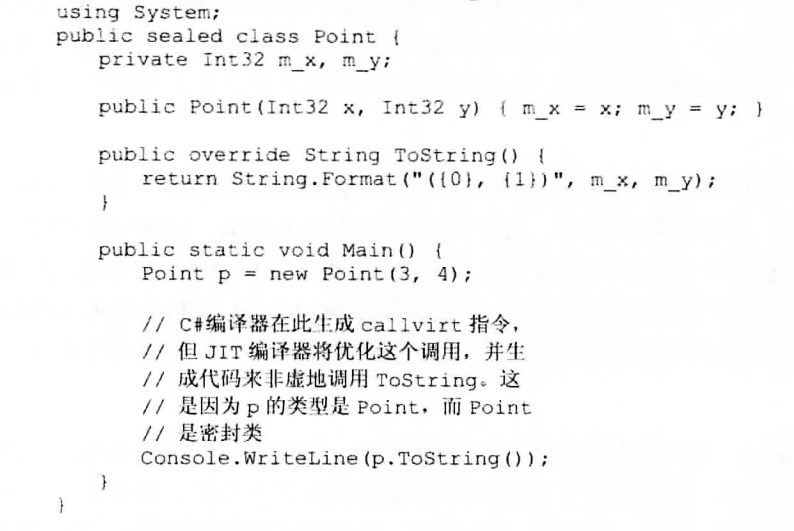 using System;
public sealed class Point {
private Int32 m_x, m_y;
public Point(Int32 x, Int32 y) { m_x = x; m_y = y; }
public override String ToString() {
return String.Format("({0}, {1})", m_x, m_y);
}
public static void Main() {
Point p = new Point(3, 4);
// C#编译器在此生成 callvirt 指令，
// 但 JIT 编译器将优化这个调用，并生
// 成代码来非虚地调用 ToString。这
// 是因为 p 的类型是 Point，而 Point
// 是密封类
Console.WriteLine(p.ToString());
}
}